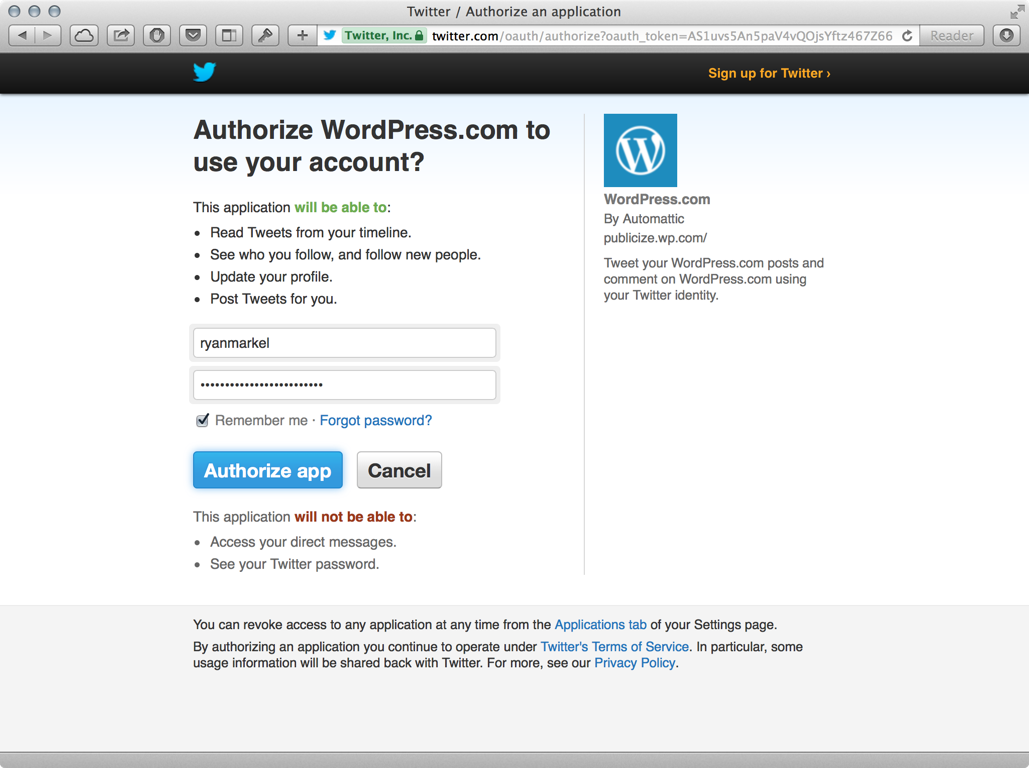 Twitter / Authorize an application
Twitter, Inc. twitter.com/oauth/authorize?oauth_token=AS1uvs5An5paV4vQOjsYftz467Z66 Reader
Sign up for Twitter ›
Authorize WordPress.com to
use your account?
This application will be able to:
• Read Tweets from your timeline.
• See who you follow, and follow new people.
• Update your profile.
• Post Tweets for you.
ryanmarkel
•••••••••••••••••••••••••
Remember me · Forgot password?
Authorize app Cancel
This application will not be able to:
• Access your direct messages.
• See your Twitter password.
WordPress.com
By Automattic
publicize.wp.com/
Tweet your WordPress.com posts and
comment on WordPress.com using
your Twitter identity.
You can revoke access to any application at any time from the Applications tab of your Settings page.
By authorizing an application you continue to operate under Twitter's Terms of Service. In particular, some
usage information will be shared back with Twitter. For more, see our Privacy Policy.